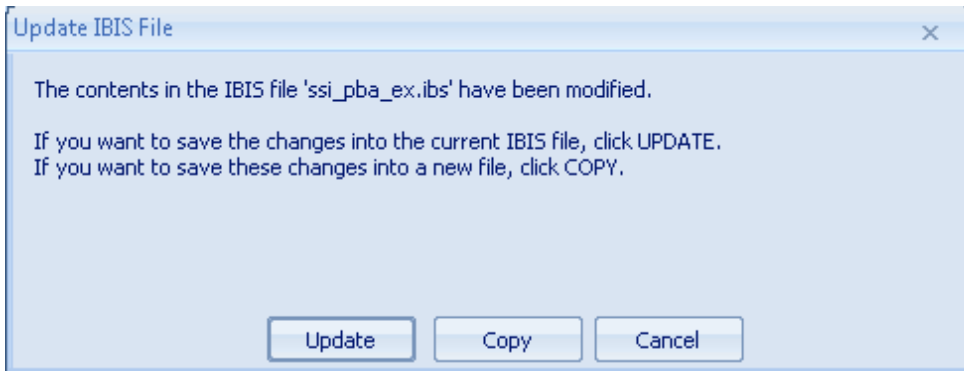 Update IBIS File
The contents in the IBIS file 'ssi_pba_ex.ibs' have been modified.
If you want to save the changes into the current IBIS file, click UPDATE.
If you want to save these changes into a new file, click COPY.
Update Copy Cancel